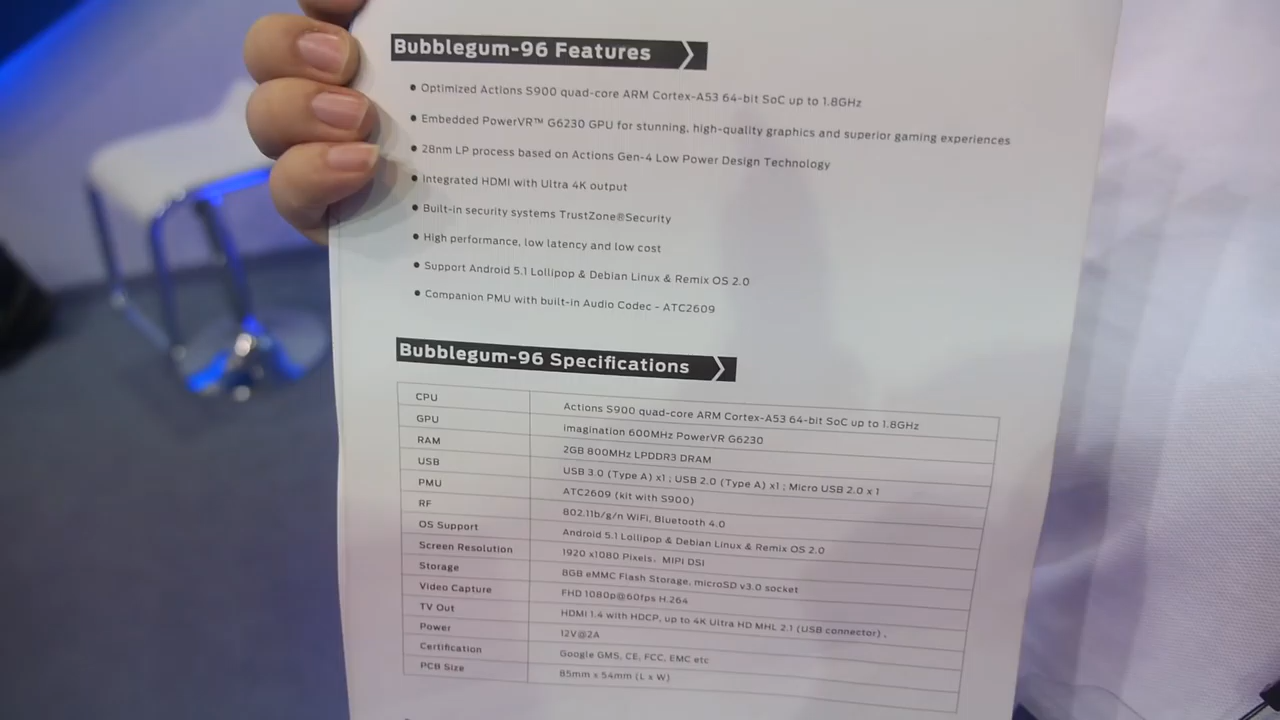 Bubblegum-96 Features
• Optimized Actions S900 quad-core ARM Cortex-A53 64-bit SoC up to 1.8GHz
• Embedded PowerVR™ G6230 GPU for stunning, high-quality graphics and superior gaming experiences
• 28nm LP process based on Actions Gen-4 Low Power Design Technology
• Integrated HDMI with Ultra 4K output
• Built-in security systems TrustZone®Security
• High performance, low latency and low cost
• Support Android 5.1 Lollipop & Debian Linux & Remix OS 2.0
• Companion PMU with built-in Audio Codec - ATC2609
Bubblegum-96 Specifications
CPU Actions S900 quad-core ARM Cortex-A53 64-bit SoC up to 1.8GHz
GPU imagination 600MHz PowerVR G6230
RAM 2GB 800MHz LPDDR3 DRAM
USB USB 3.0 (Type A) x1 ; USB 2.0 (Type A) x1 ; Micro USB 2.0 x 1
PMU ATC2609 (kit with S900)
RF 802.11b/g/n WiFi, Bluetooth 4.0
OS Support Android 5.1 Lollipop & Debian Linux & Remix OS 2.0
Screen Resolution 1920 x1080 Pixels, MIPI DSI
Storage 8GB eMMC Flash Storage, microSD v3.0 socket
Video Capture FHD 1080p@60fps H.264
TV Out HDMI 1.4 with HDCP, up to 4K Ultra HD MHL 2.1 (USB connector) .
Power 12V@2A
Certification Google GMS, CE, FCC, EMC etc
PCB Size 85mm x 54mm (L x W)